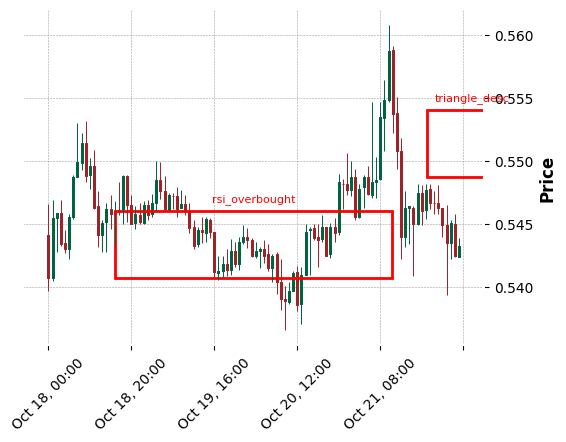 0.560
triangle_desc
0.555
0.550
rsi_overbought
0.545
0.540
Price
Oct 18, 00:00
Oct 18, 20:00
Oct 19, 16:00
Oct 20, 12:00
Oct 21, 08:00